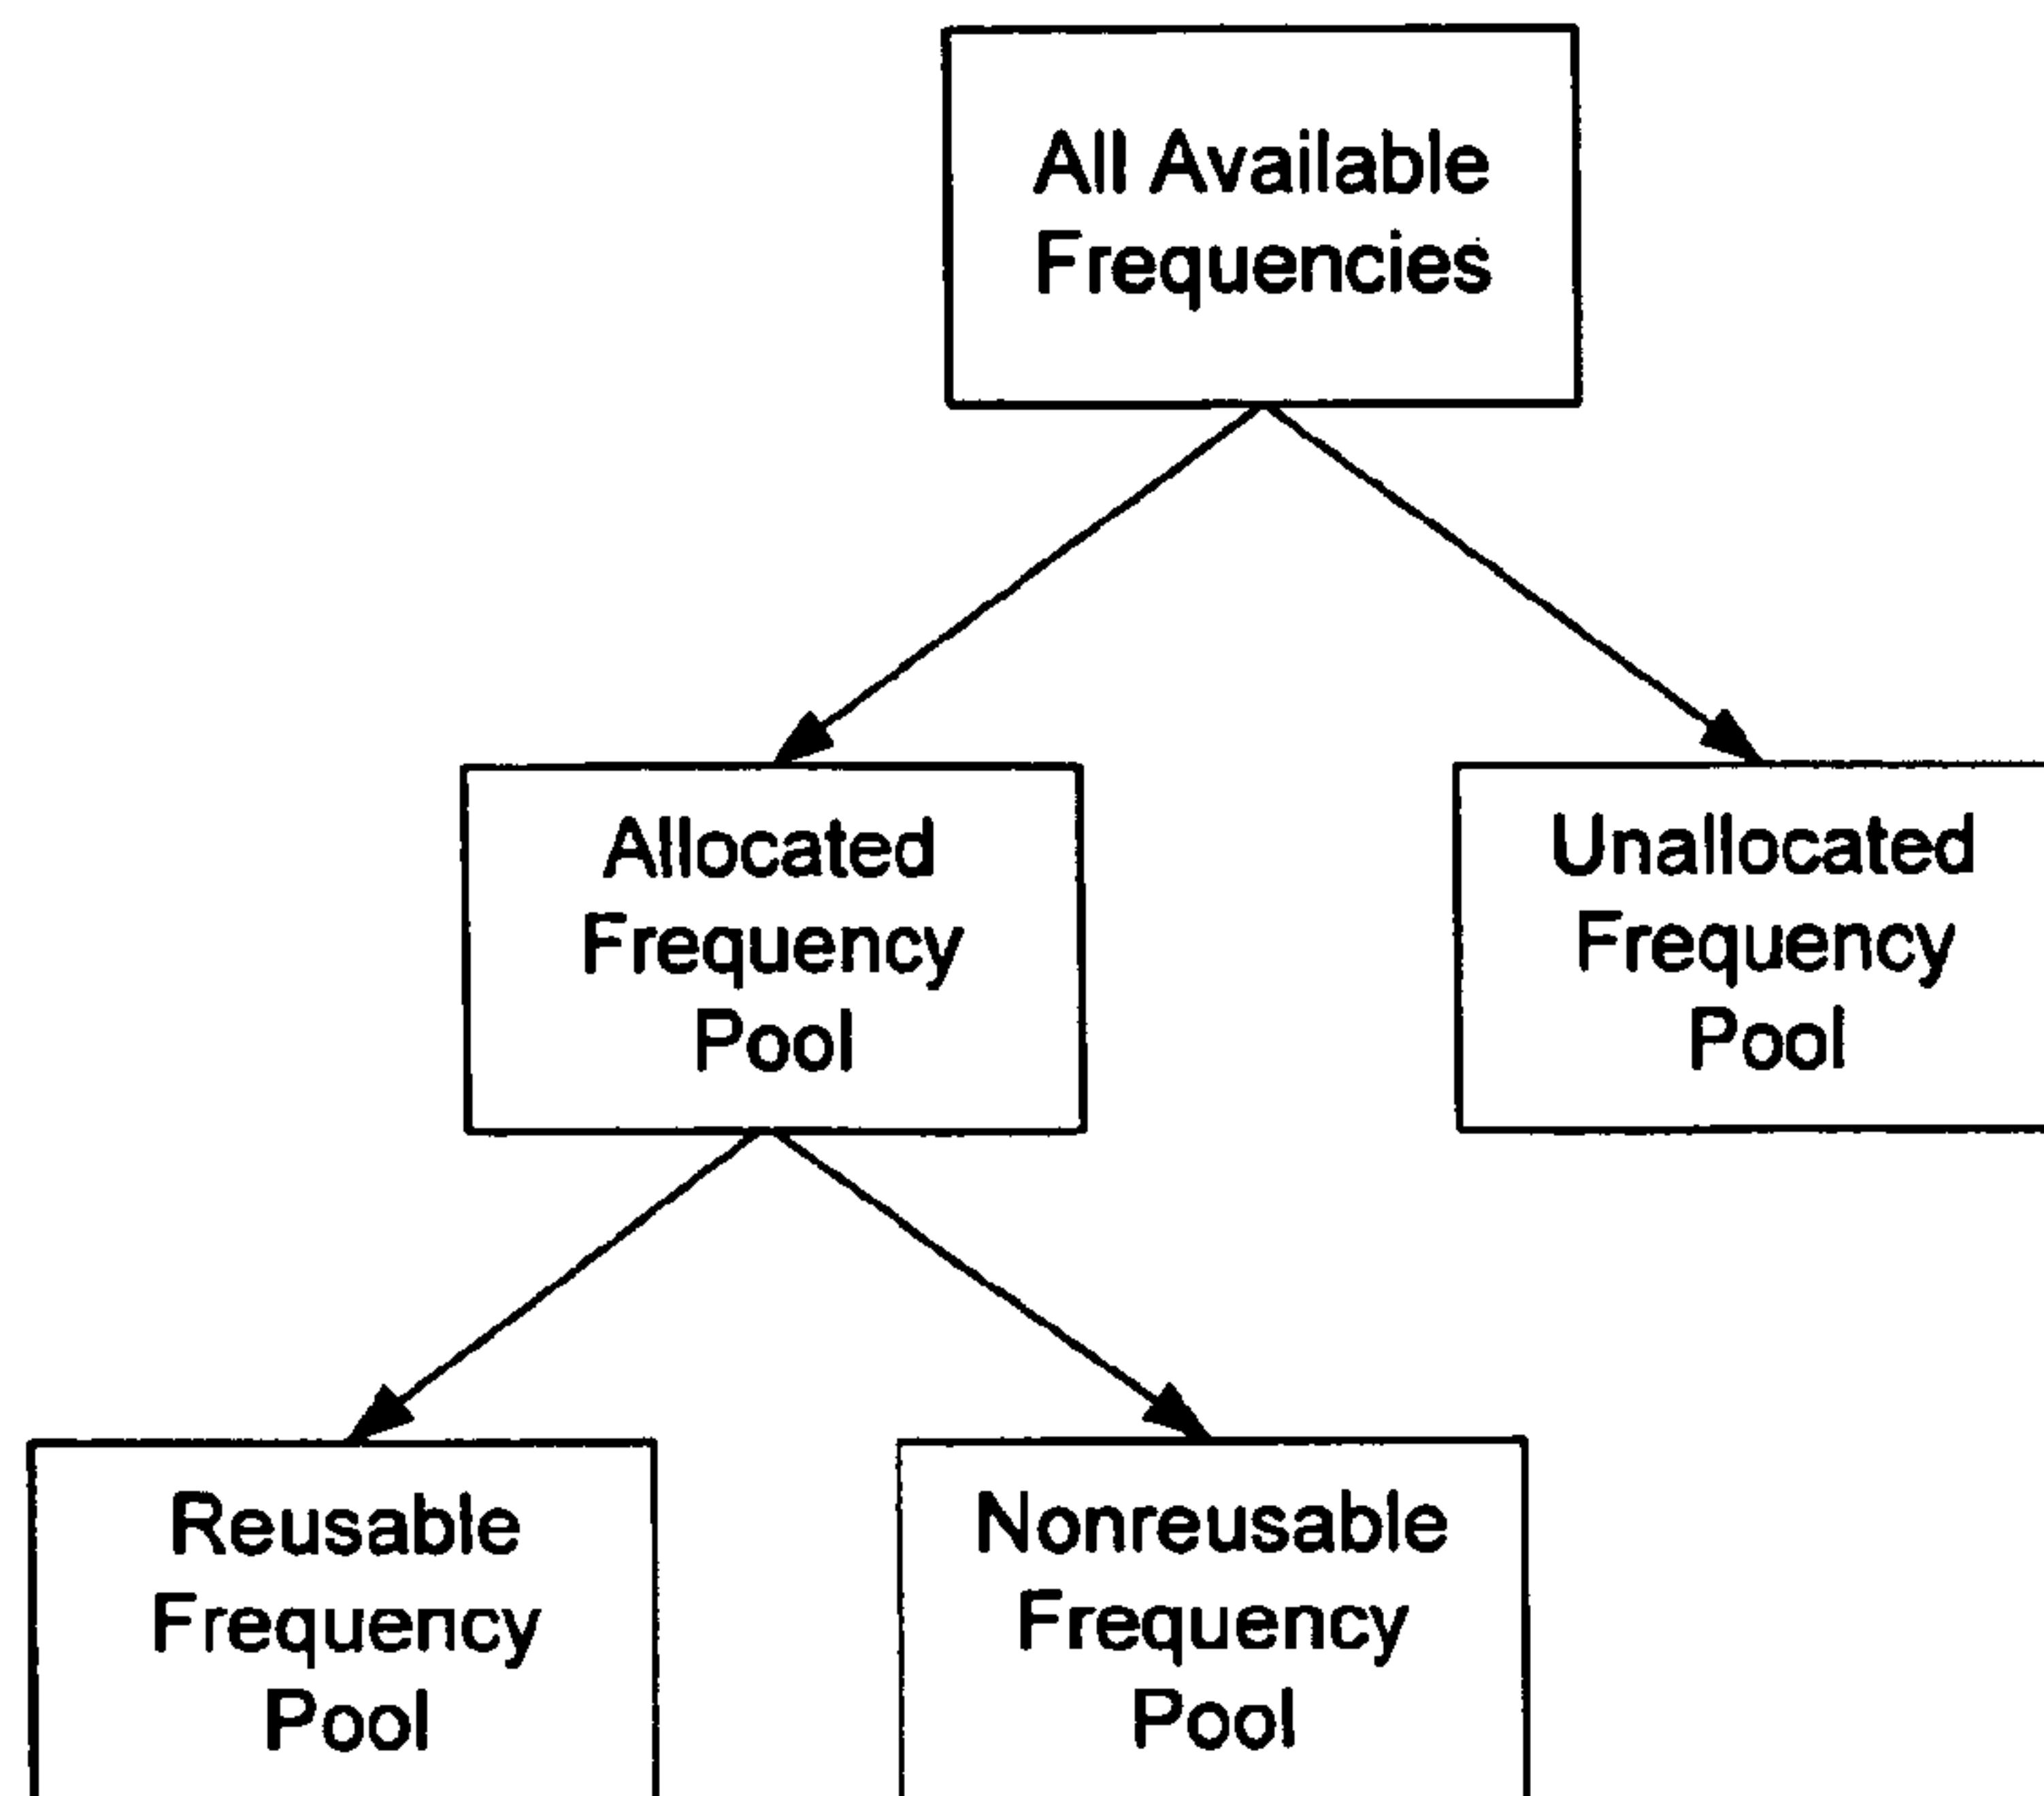 All Available
Frequencies
Allocated
Frequency
Pool
Unallocated
Frequency
Pool
Reusable
Frequency
Pool
Nonreusable
Frequency
Pool